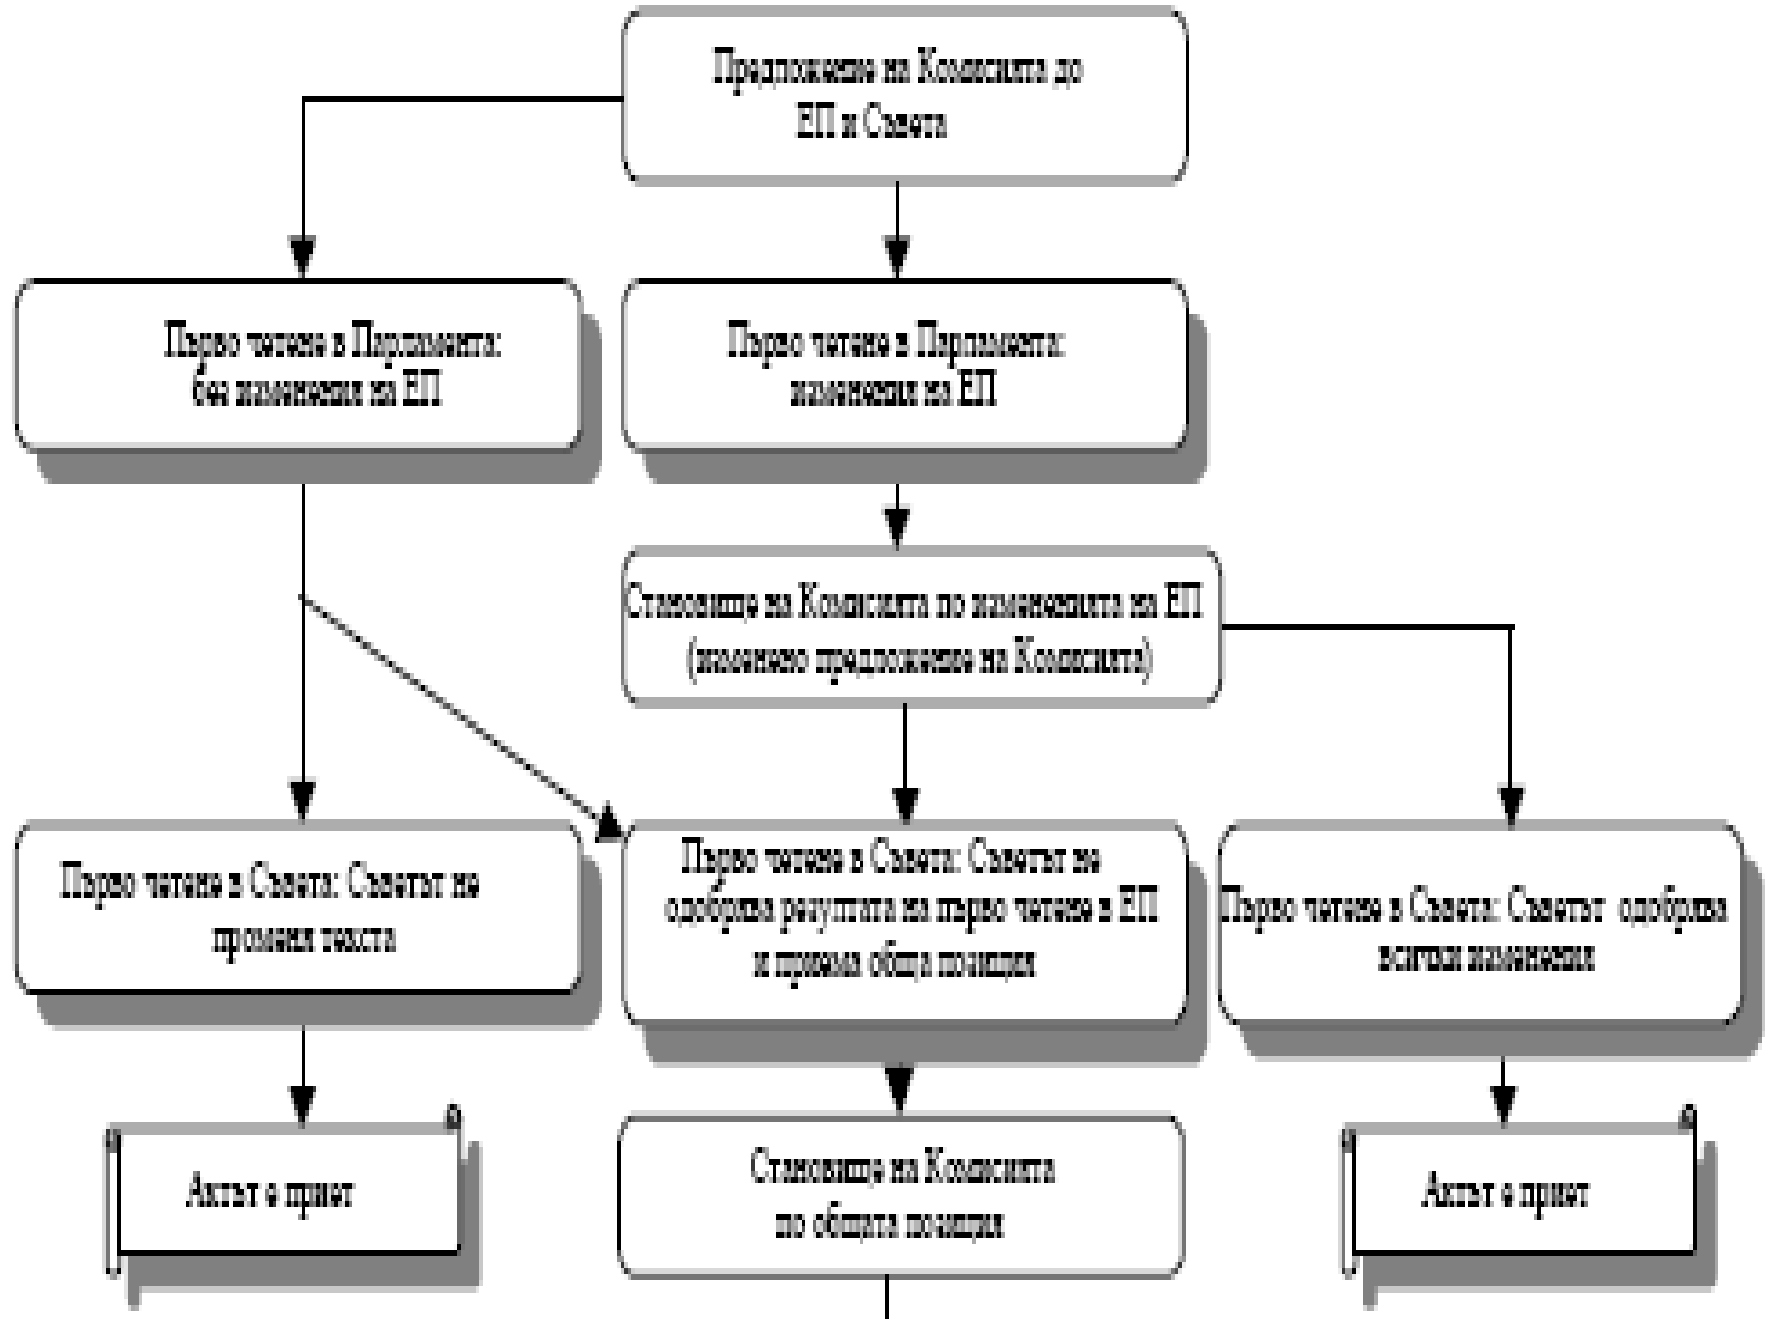 Предложение на Комисията до
ЕП и Съвета
Първо четене в Парламента:
без изменения на ЕП
Първо четене в Парламента:
изменения на ЕП
Становище на Комисията по измененията на ЕП
(изменено предложение на Комисията)
Първо четене в Съвета: Съветът не
променя текста
Първо четене в Съвета: Съветът не
одобрява резултата на първо четене в ЕП
и приема обща позиция
Първо четене в Съвета: Съветът одобрява
всички изменения
Актът е приет
Становище на Комисията
по общата позиция
Актът е приет